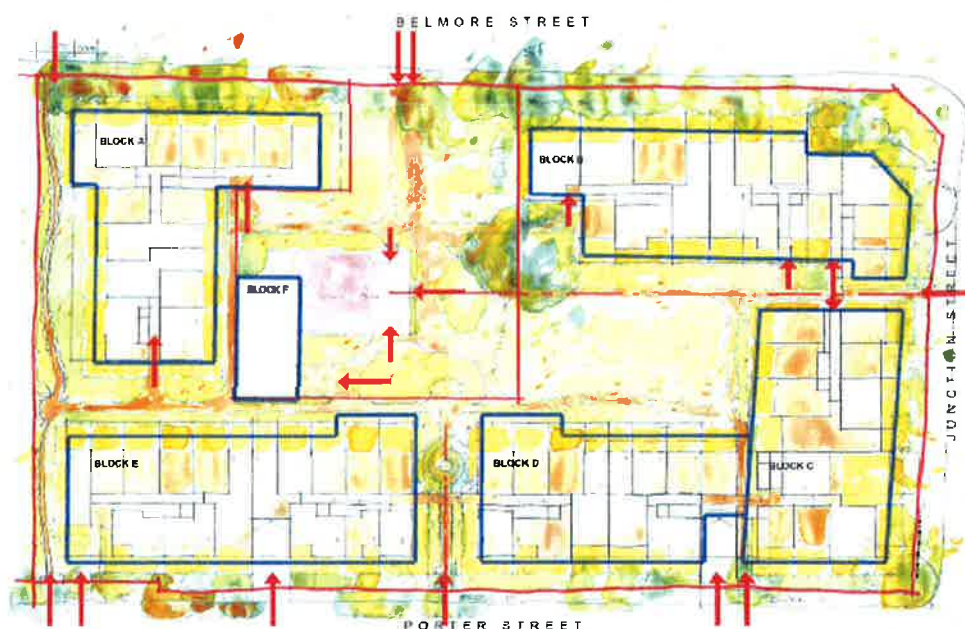 BELMORE STREET
BLOCK A
BLOCK B
BLOCK F
JUNCTION STREET
BLOCK E
BLOCK D
BLOCK C
PORTER STREET